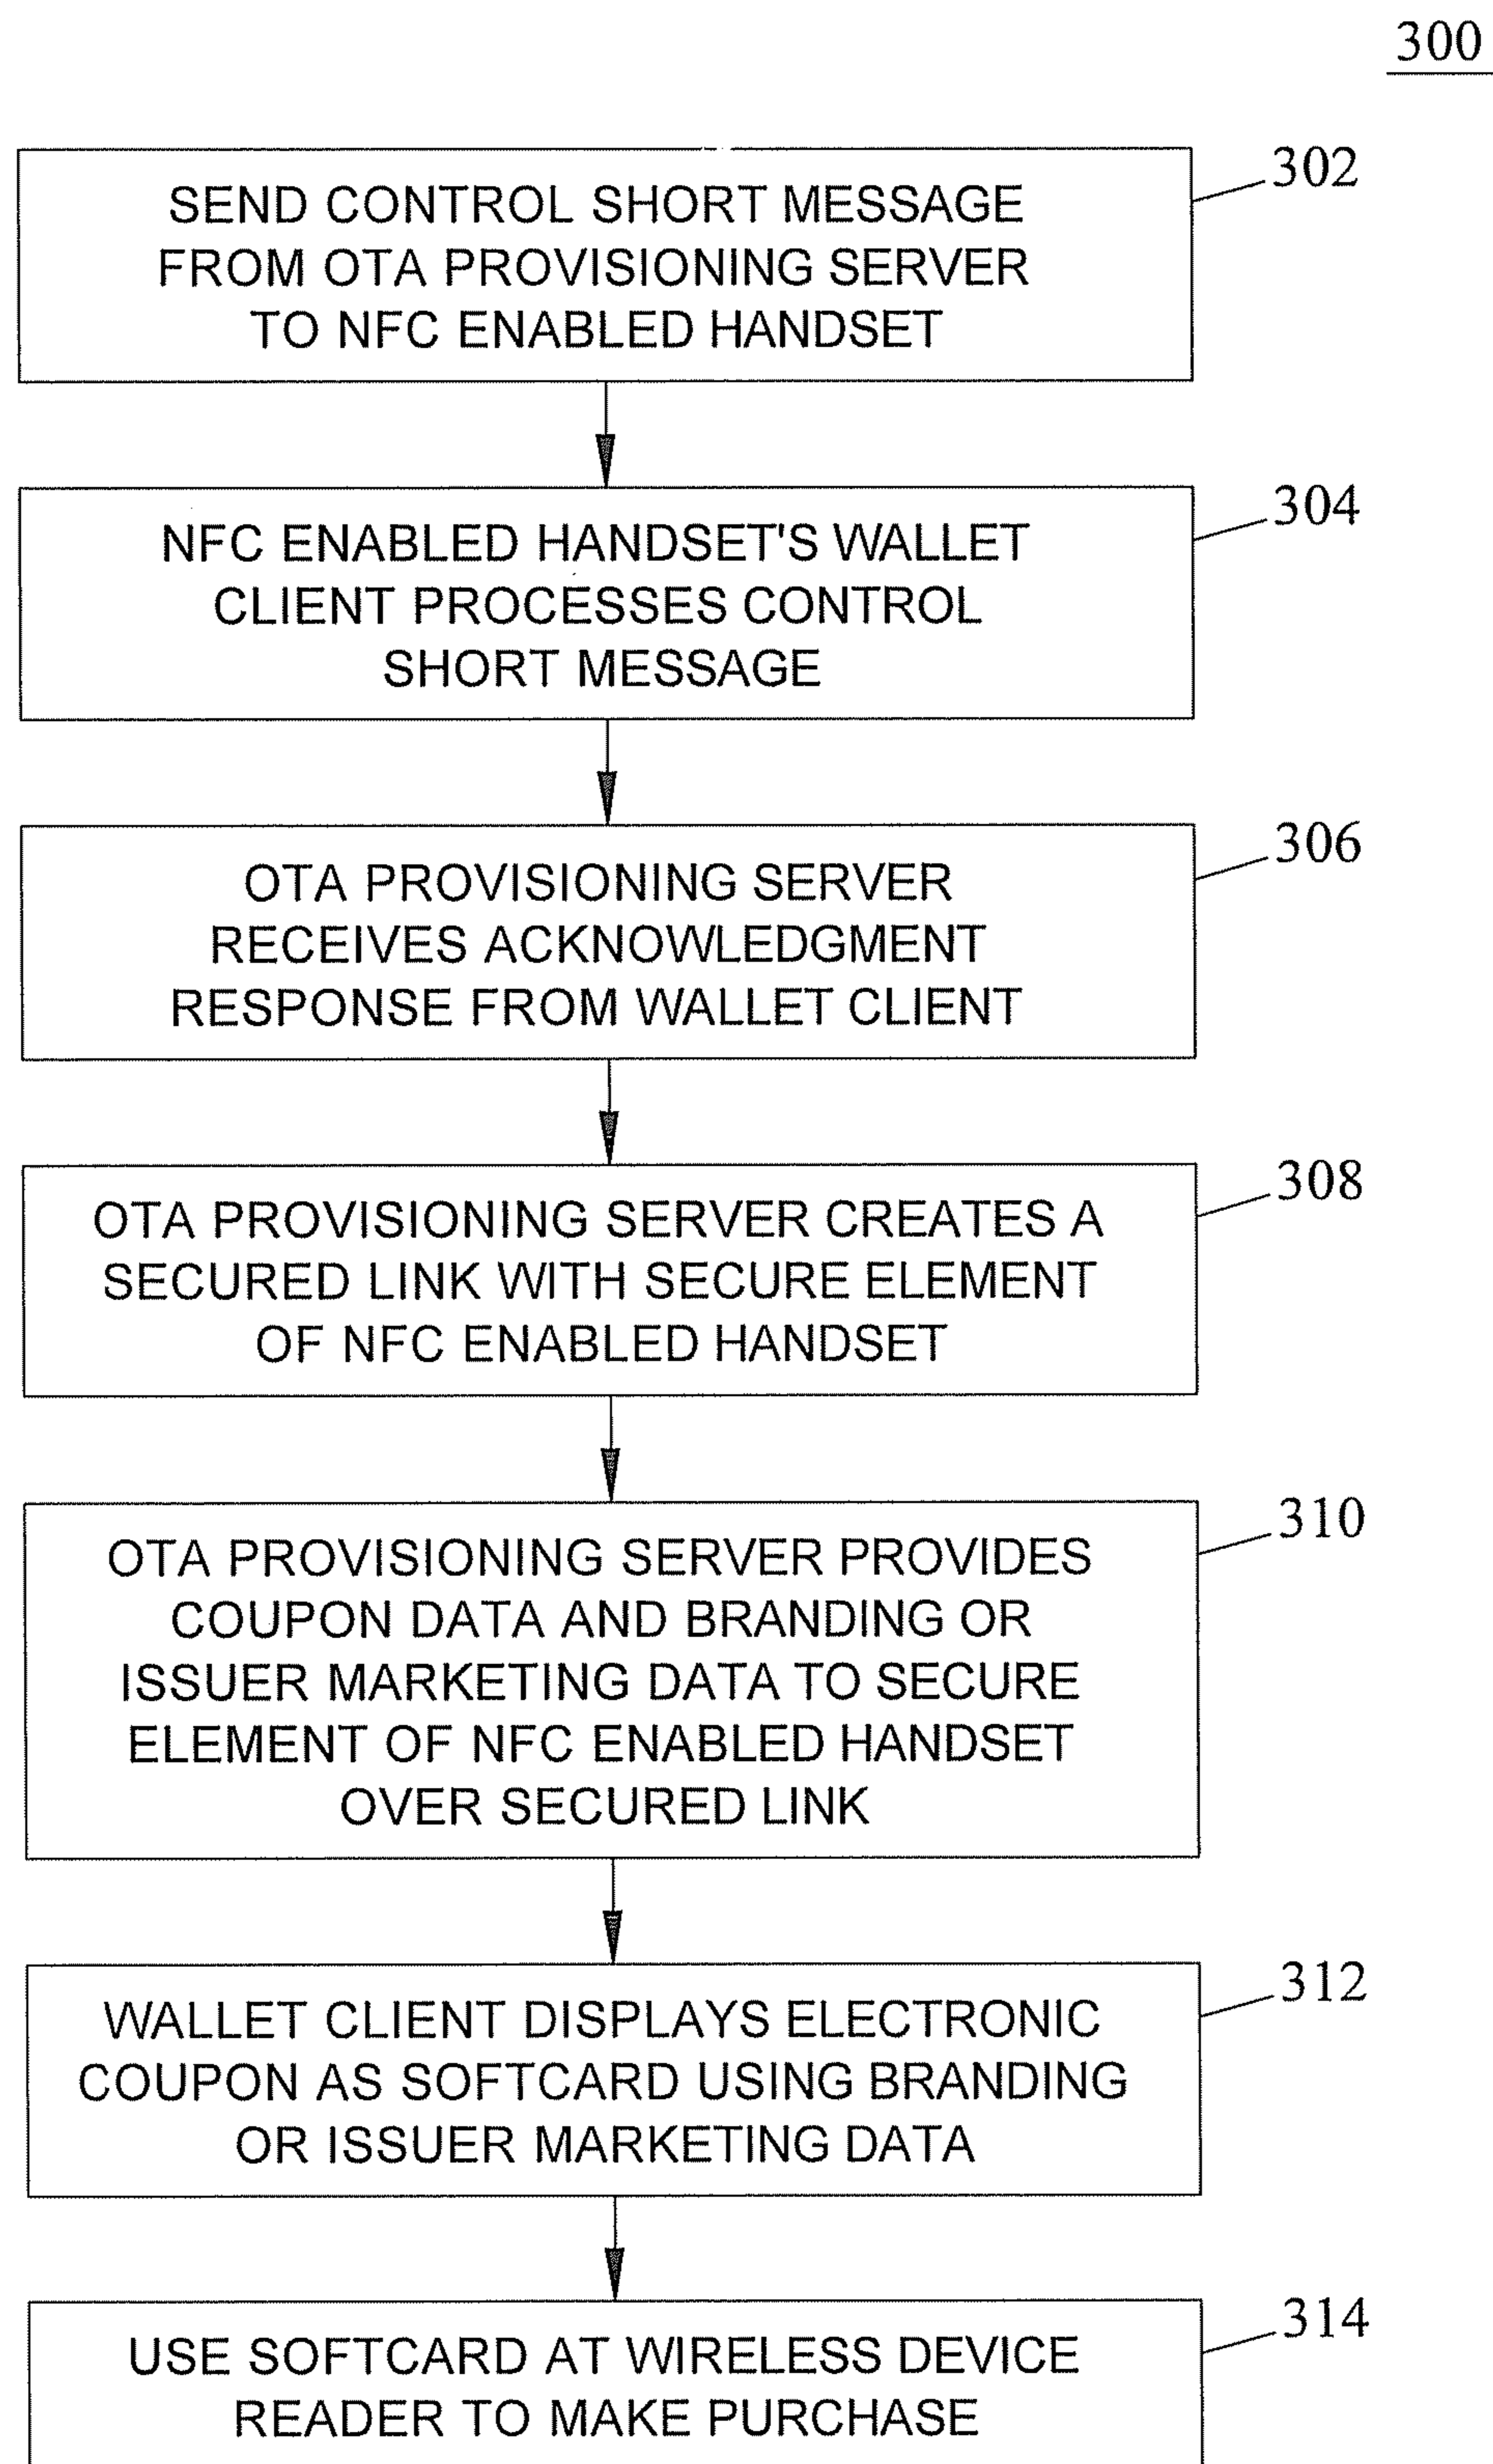 300
302
SEND CONTROL SHORT MESSAGE
FROM OTA PROVISIONING SERVER
TO NFC ENABLED HANDSET
304
NFC ENABLED HANDSET'S WALLET
CLIENT PROCESSES CONTROL
SHORT MESSAGE
306
OTA PROVISIONING SERVER
RECEIVES ACKNOWLEDGMENT
RESPONSE FROM WALLET CLIENT
308
OTA PROVISIONING SERVER CREATES A
SECURED LINK WITH SECURE ELEMENT
OF NFC ENABLED HANDSET
310
OTA PROVISIONING SERVER PROVIDES
COUPON DATA AND BRANDING OR
ISSUER MARKETING DATA TO SECURE
ELEMENT OF NFC ENABLED HANDSET
OVER SECURED LINK
312
WALLET CLIENT DISPLAYS ELECTRONIC
COUPON AS SOFTCARD USING BRANDING
OR ISSUER MARKETING DATA
314
USE SOFTCARD AT WIRELESS DEVICE
READER TO MAKE PURCHASE